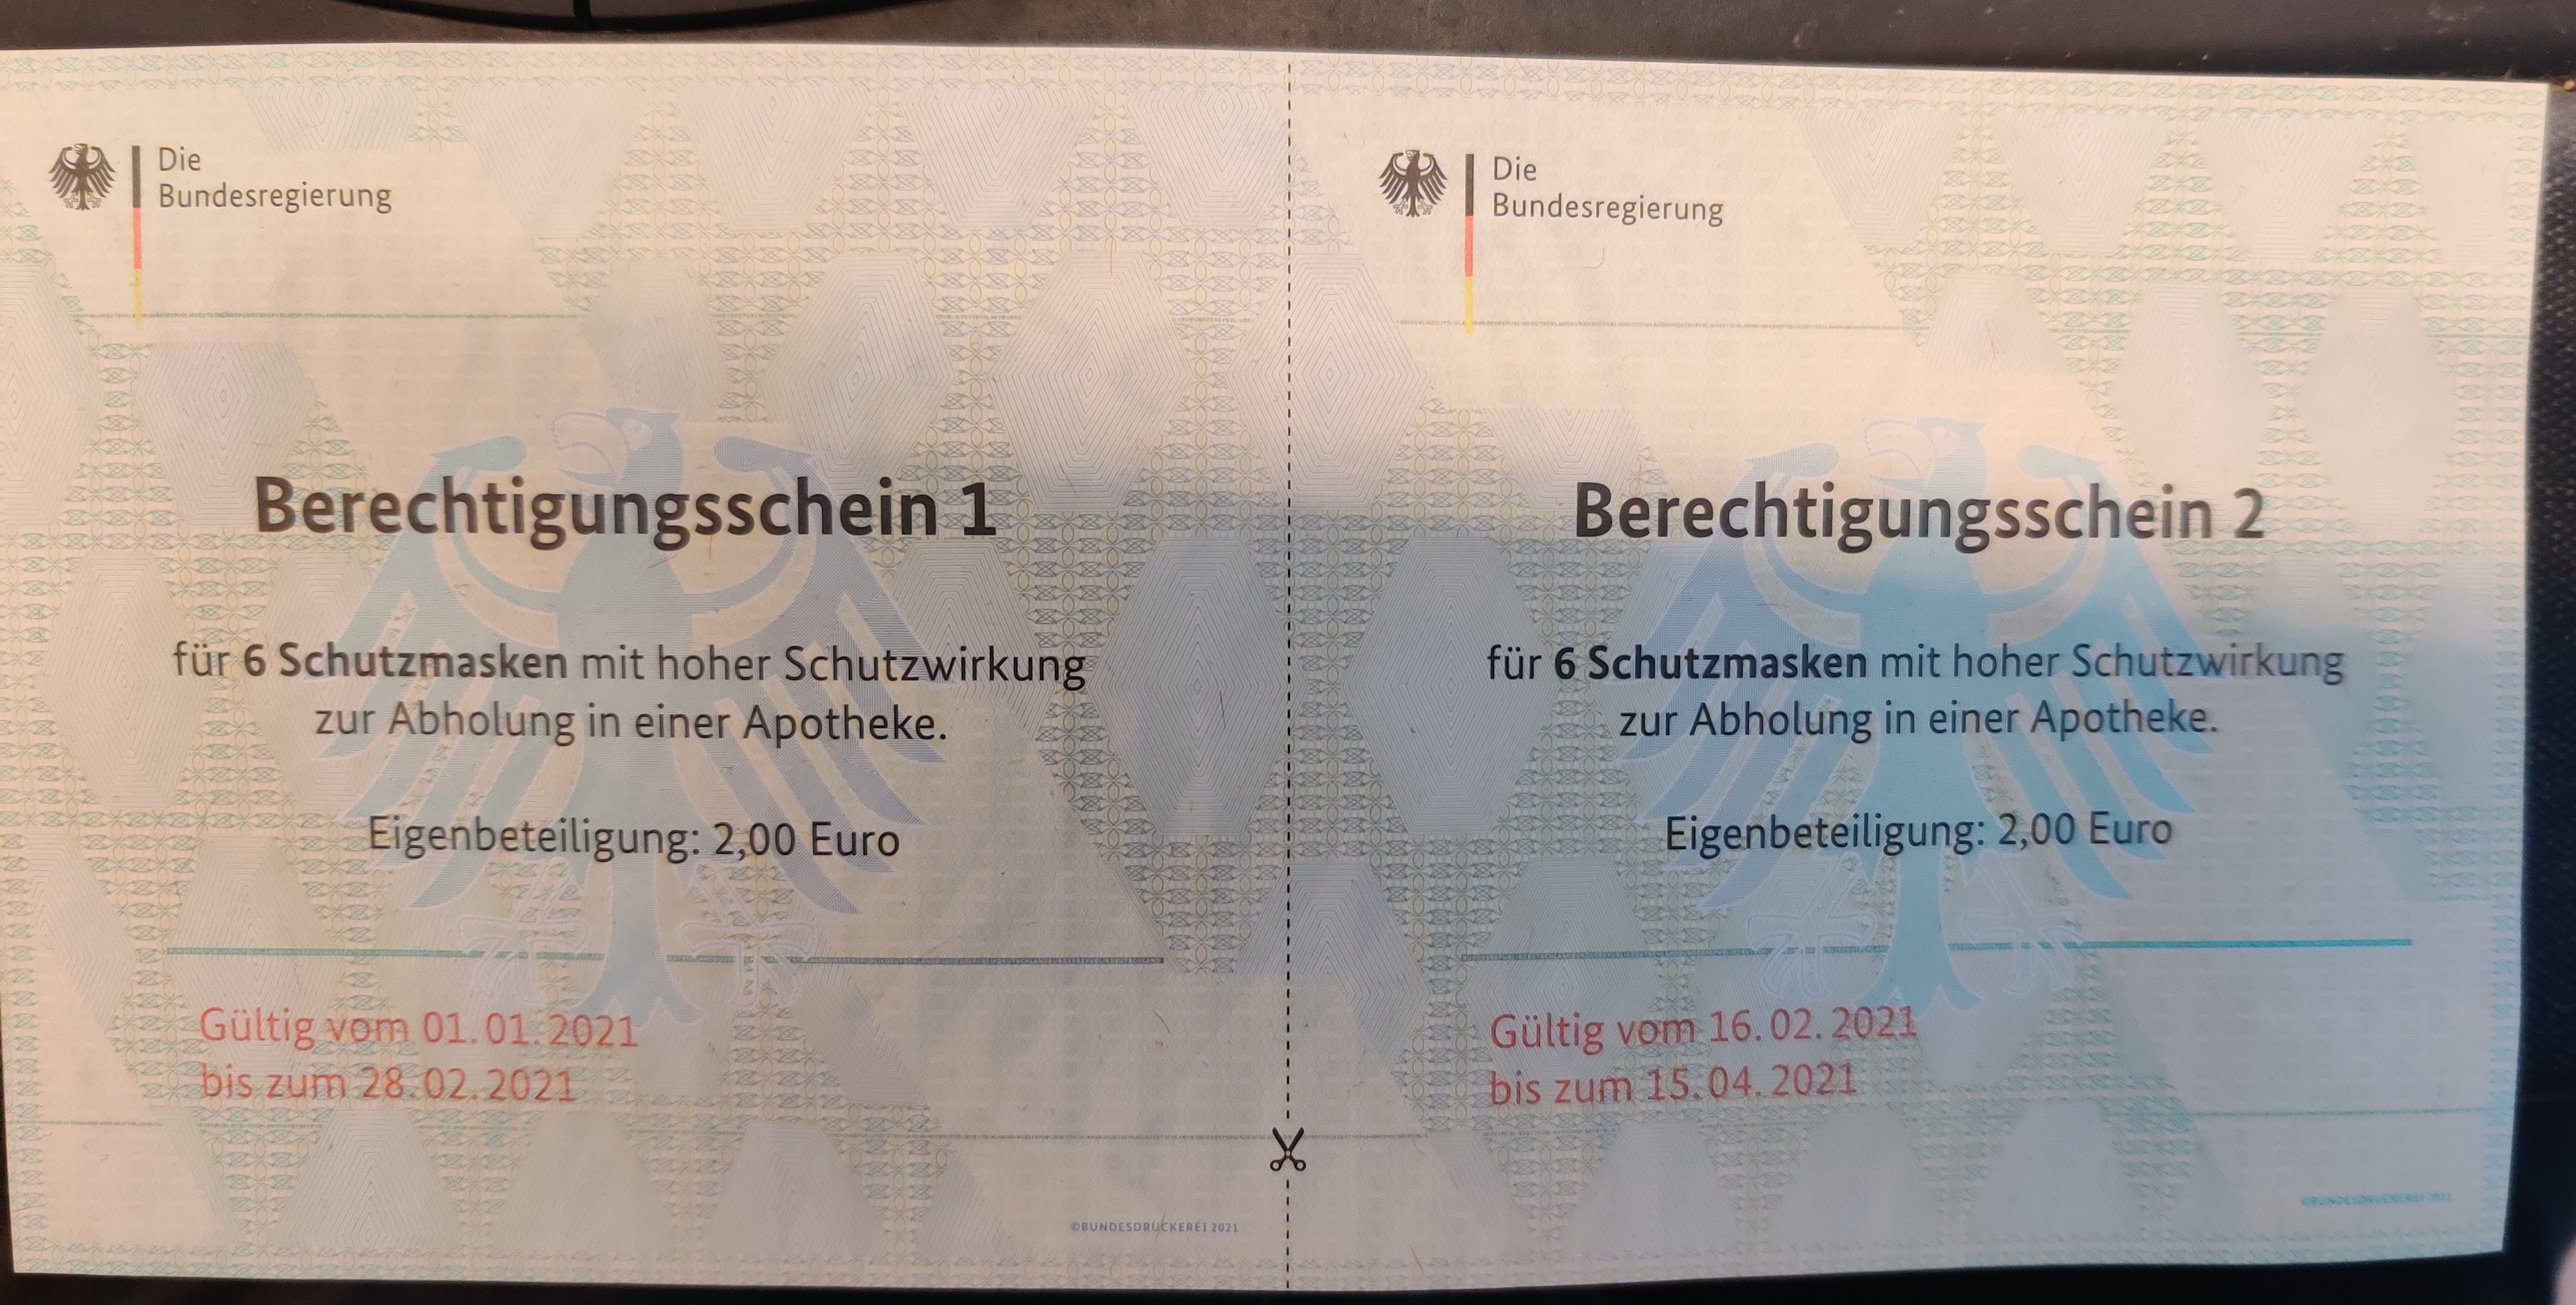 Die
Bundesregierung
Berechtigungsschein 1
für 6 Schutzmasken mit hoher Schutzwirkung
zur Abholung in einer Apotheke.
Eigenbeteiligung: 2,00 Euro
Gültig vom 01.01.2021
bis zum 28.02.2021
©BUNDESDRUCKEREI 2021
Die
Bundesregierung
Berechtigungsschein 2
für 6 Schutzmasken mit hoher Schutzwirkung
zur Abholung in einer Apotheke.
Eigenbeteiligung: 2,00 Euro
Gültig vom 16.02.2021
bis zum 15.04.2021
©BUNDESDRUCKEREI 2021